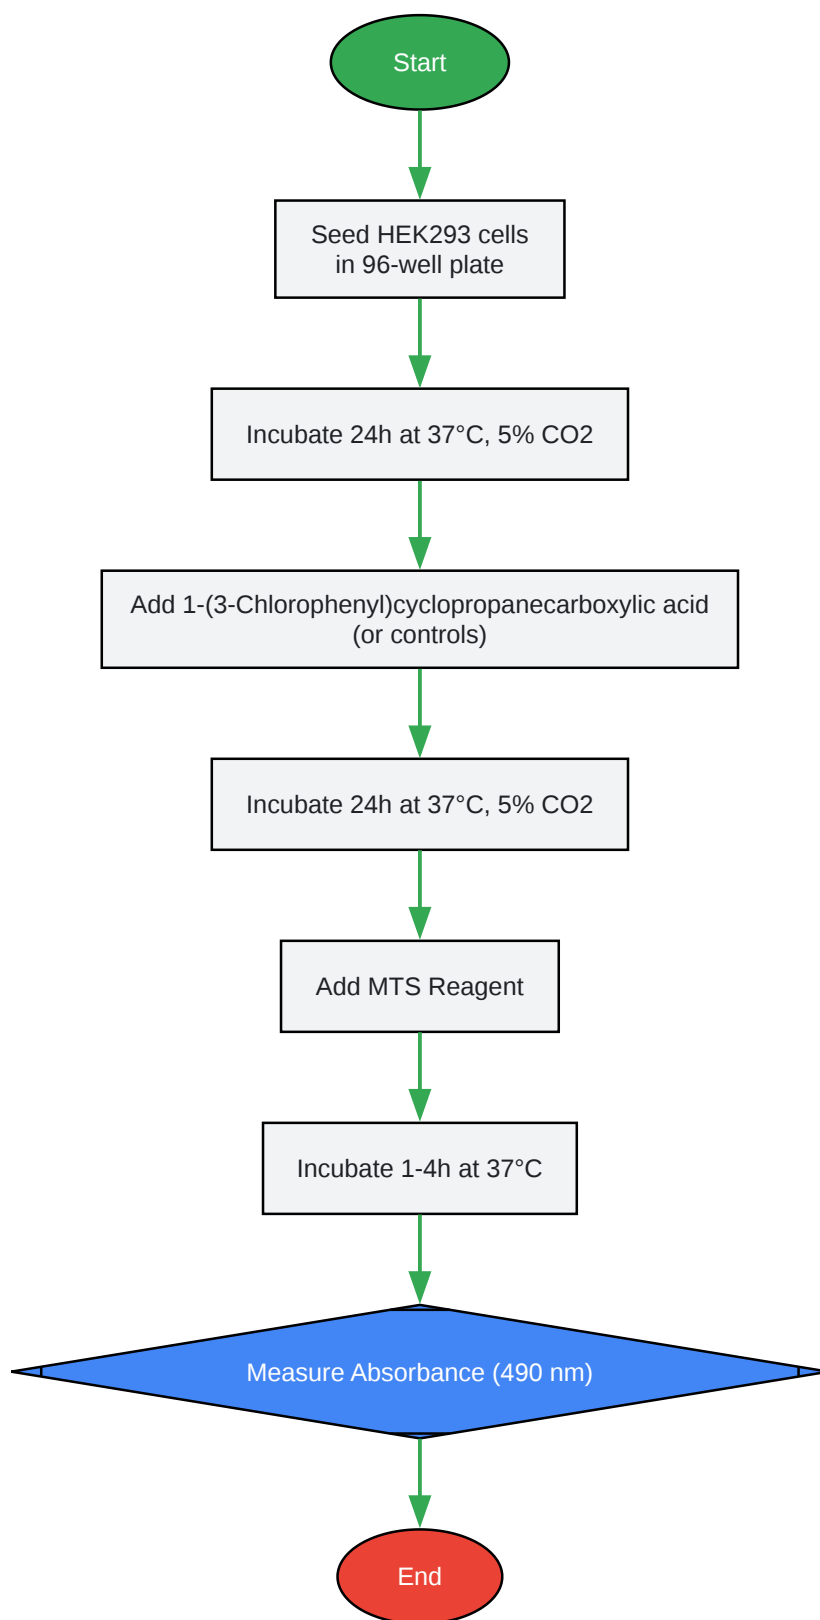 Start
Seed HEK293 cells
in 96-well plate
Incubate 24h at 37°C, 5% CO2
Add 1-(3-Chlorophenyl)cyclopropanecarboxylic acid
(or controls)
Incubate 24h at 37°C, 5% CO2
Add MTS Reagent
Incubate 1-4h at 37°C
Measure Absorbance (490 nm)
End